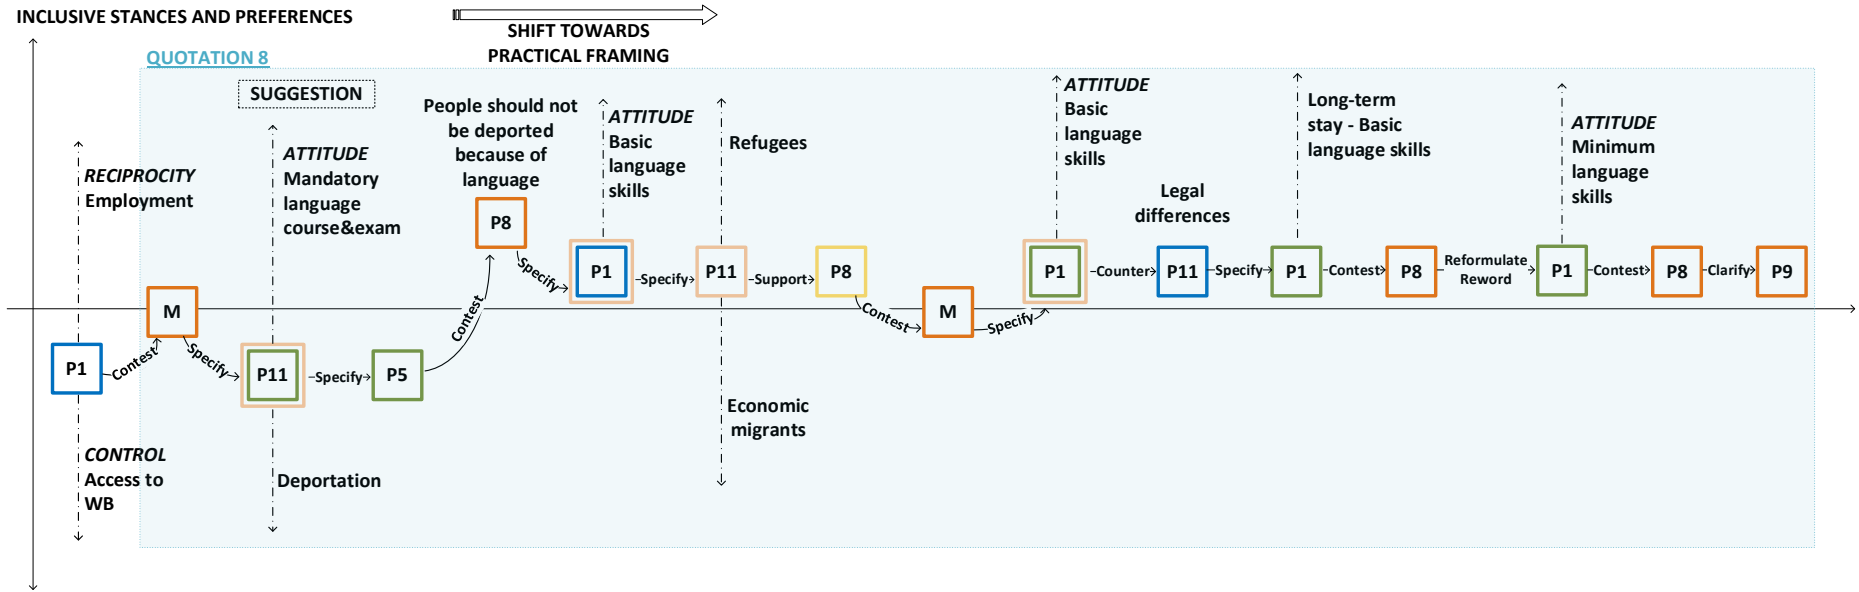 INCLUSIVE STANCES AND PREFERENCES
SHIFT TOWARDS
PRACTICAL FRAMING
QUOTATION 8
SUGGESTION
RECIPROCITY
Employment
P1
CONTROL
Access to
WB
Contest
M
Specify
ATTITUDE
Mandatory
language
course&exam
P11
Deportation
Specify
P5
Contest
People should not
be deported
because of
language
P8
Specify
ATTITUDE
Basic
language
skills
P1
Specify
Refugees
P11
Economic
migrants
Support
P8
Contest
M
Specify
ATTITUDE
Basic
language
skills
P1
Counter
Legal
differences
P11
Specify
Long-term
stay - Basic
language skills
P1
Contest
P8
Reformulate
Reword
ATTITUDE
Minimum
language
skills
P1
Contest
P8
Clarify
P9